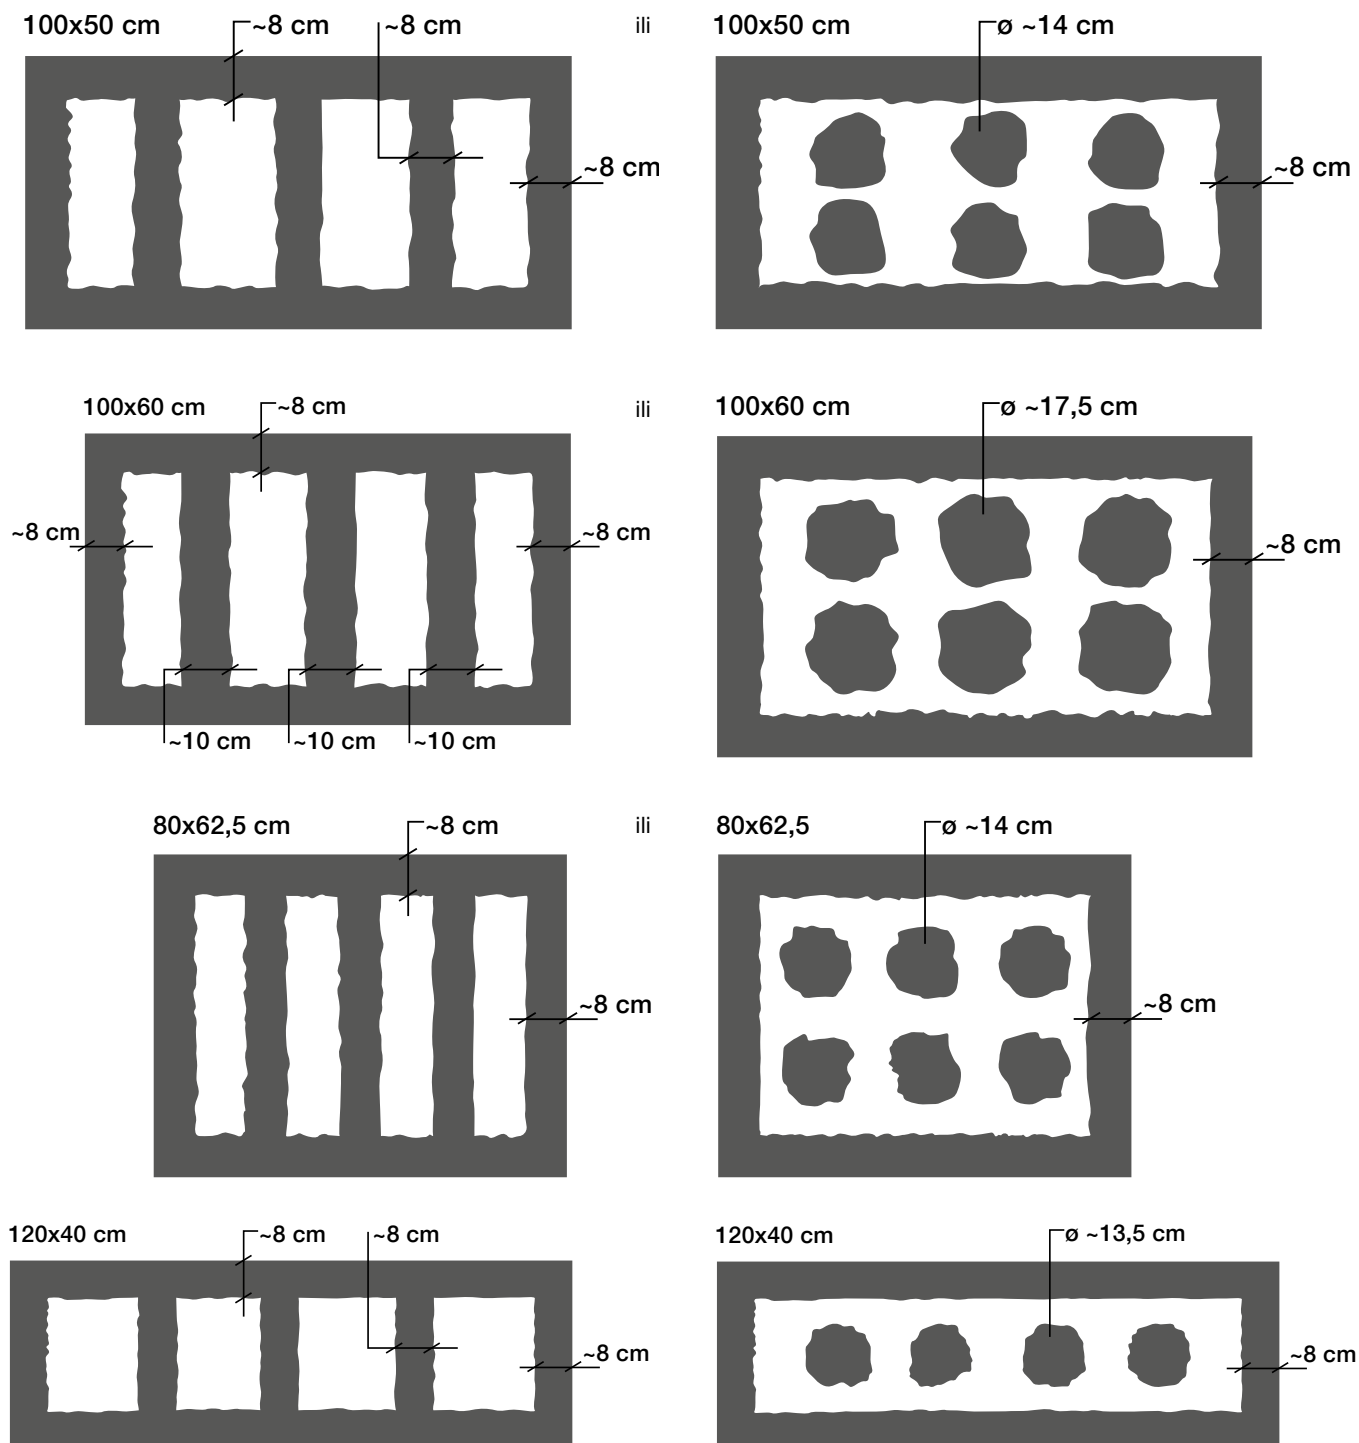 100x50 cm ~8 cm ~8 cm ili 100x50 cm ø ~14 cm
~8 cm ~8 cm
100x60 cm ~8 cm ili 100x60 cm ø ~17,5 cm
~8 cm ~8 cm ~8 cm
~10 cm ~10 cm ~10 cm
80x62,5 cm ~8 cm ili 80x62,5 ø ~14 cm
~8 cm ~8 cm
120x40 cm ~8 cm ~8 cm 120x40 cm ø ~13,5 cm
~8 cm ~8 cm